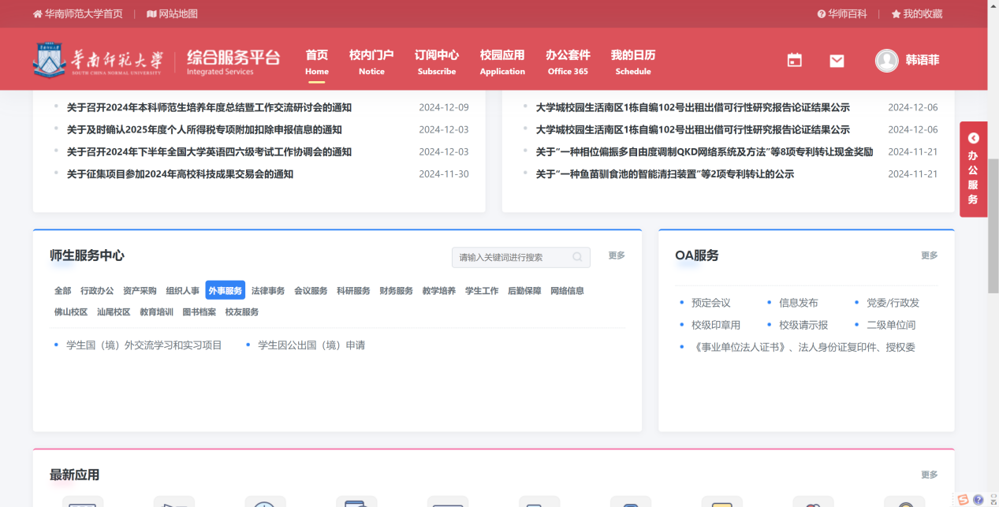 华南师范大学首页 | 网站地图 华师百科 | 我的收藏
华南师范大学 综合服务平台 首页 校内门户 订阅中心 校园应用 办公套件 我的日历 韩语菲
SOUTH CHINA NORMAL UNIVERSITY Integrated Services Home Notice Subscribe Application Office 365 Schedule
关于召开2024年本科师范生培养年度总结暨工作交流研讨会的通知 2024-12-09
关于及时确认2025年度个人所得税专项附加扣除申报信息的通知 2024-12-03
关于召开2024年下半年全国大学英语四六级考试工作协调会的通知 2024-12-03
关于征集项目参加2024年高校科技成果交易会的通知 2024-11-30
大学城校园生活南区1栋自编102号出租出借可行性研究报告论证结果公示 2024-12-06
大学城校园生活南区1栋自编102号出租出借可行性研究报告论证结果公示 2024-12-06
关于“一种相位偏振多自由度调制QKD网络系统及方法”等8项专利转让现金奖励 2024-11-21
关于“一种鱼苗驯食池的智能清扫装置”等2项专利转让的公示 2024-11-21
办公服务
师生服务中心 请输入关键词进行搜索 更多
全部 行政办公 资产采购 组织人事 外事服务 法律事务 会议服务 科研服务 财务服务 教学培养 学生工作 后勤保障 网络信息
佛山校区 汕尾校区 教育培训 图书档案 校友服务
学生国（境）外交流学习和实习项目 学生因公出国（境）申请
OA服务 更多
预定会议 信息发布 党委/行政发
校级印章用 校级请示报 二级单位间
《事业单位法人证书》、法人身份证复印件、授权委
最新应用 更多